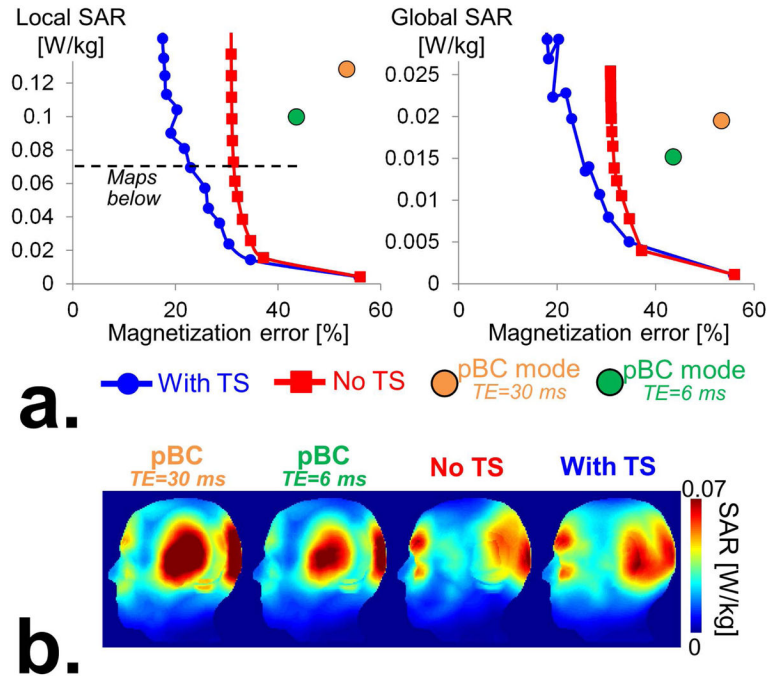 Local SAR
[W/kg]
0.12
0.1
0.08
0.06
0.04
0.02
0
Maps
below
0
20
40
60
Magnetization error [%]
Global SAR
[W/kg]
0.025
0.02
0.015
0.01
0.005
0
0
20
40
60
Magnetization error [%]
a.
With TS
No TS
pBC mode
TE=30 ms
pBC mode
TE=6 ms
b.
pBC
TE=30 ms
pBC
TE=6 ms
No TS
With TS
0.07
SAR [W/kg]
0